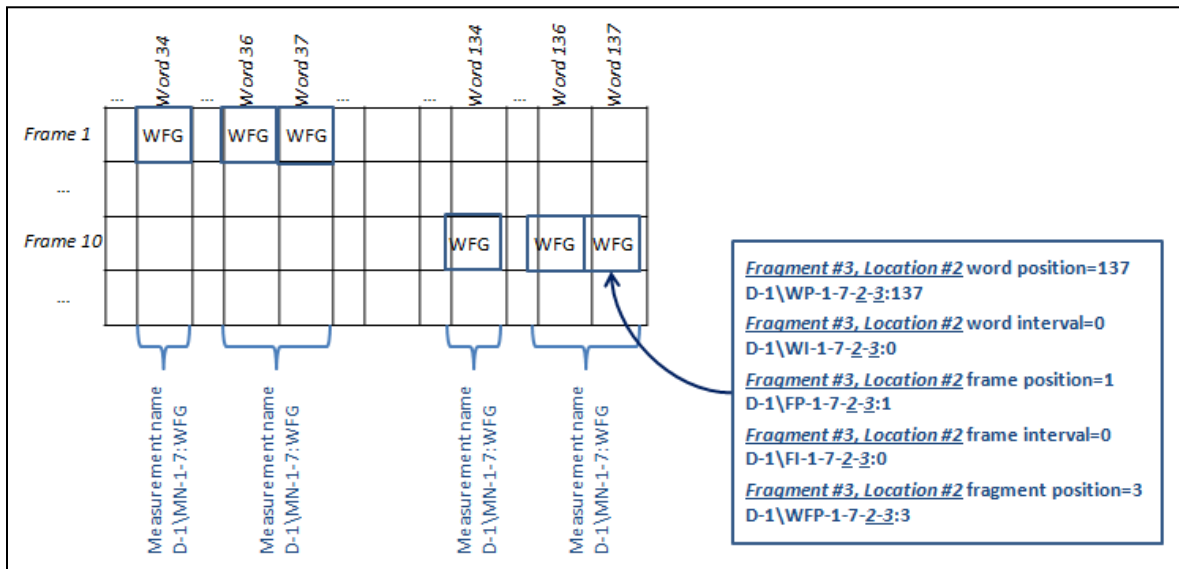 ... Word 34 ... Word 36 Word 37 ... ... Word 134 ... Word 136 Word 137
Frame 1 WFG WFG WFG
...
Frame 10 WFG WFG WFG
...
Measurement name
D-1\MN-1-7:WFG
Measurement name
D-1\MN-1-7:WFG
Measurement name
D-1\MN-1-7:WFG
Measurement name
D-1\MN-1-7:WFG
Fragment #3, Location #2 word position=137
D-1\WP-1-7-2-3:137
Fragment #3, Location #2 word interval=0
D-1\WI-1-7-2-3:0
Fragment #3, Location #2 frame position=1
D-1\FP-1-7-2-3:1
Fragment #3, Location #2 frame interval=0
D-1\FI-1-7-2-3:0
Fragment #3, Location #2 fragment position=3
D-1\WFP-1-7-2-3:3